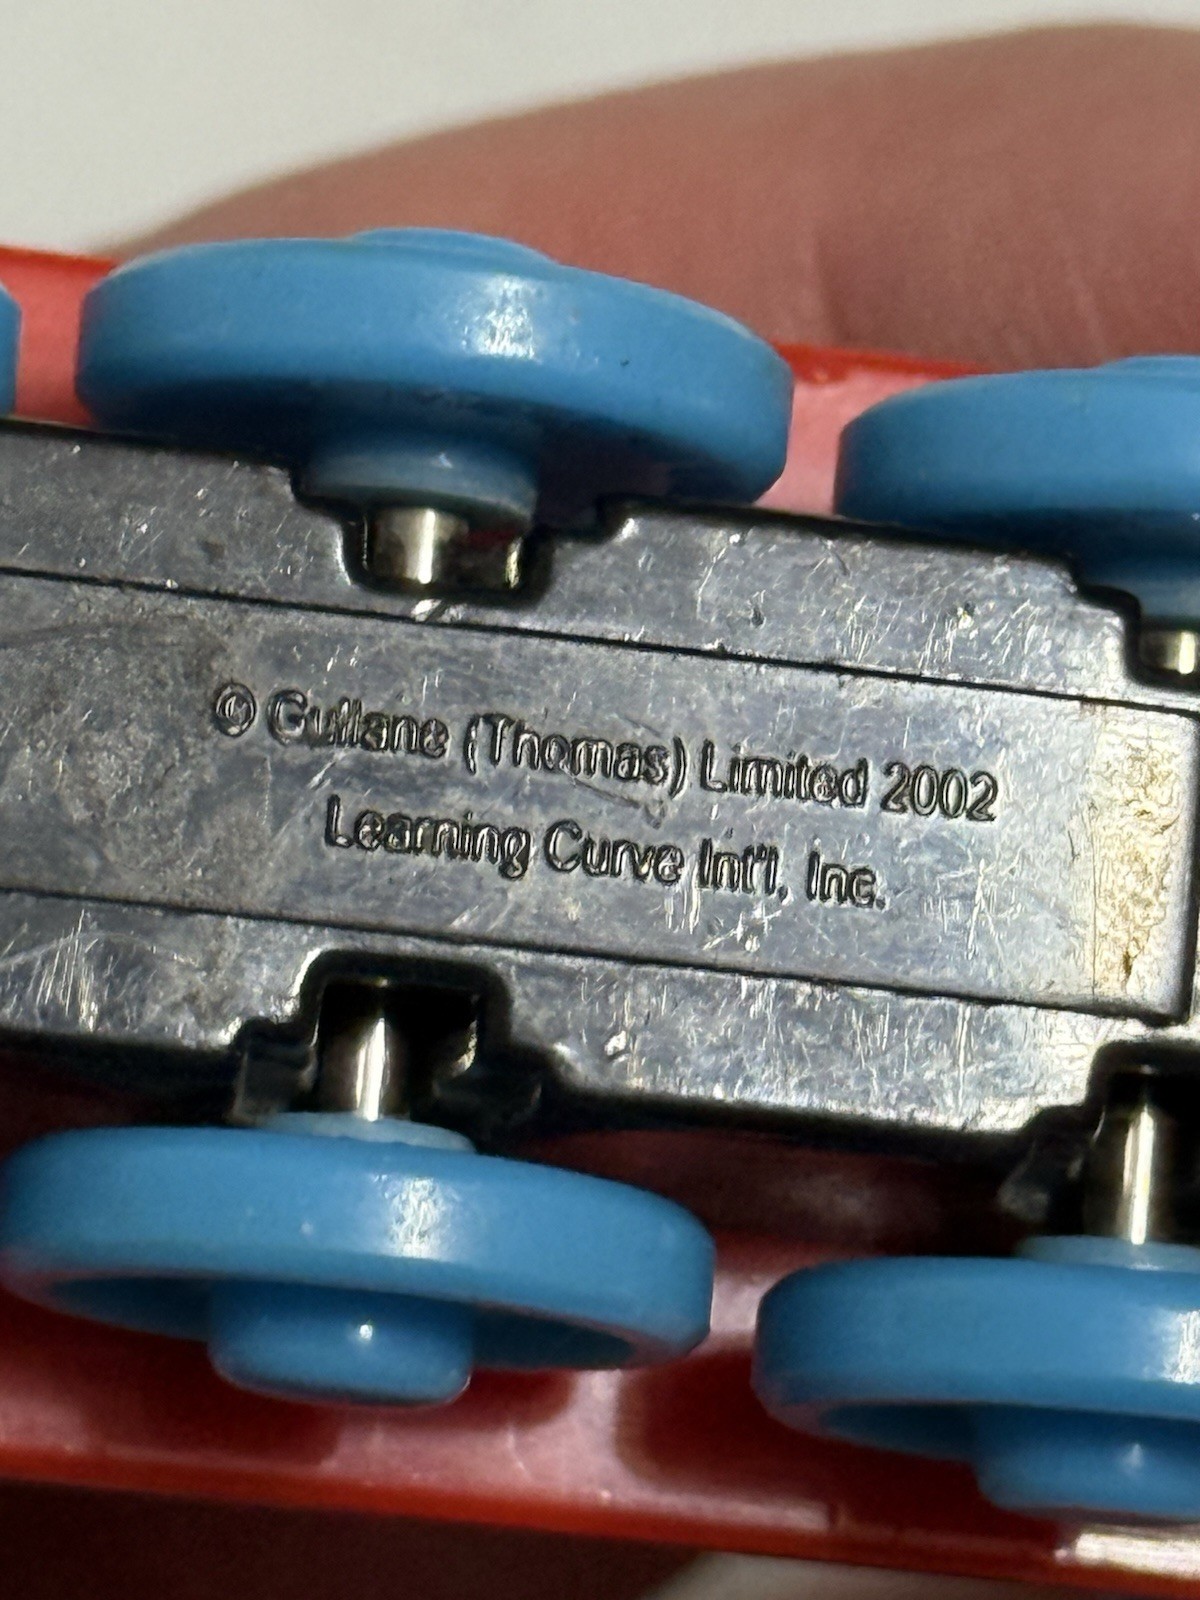 © Gullane (Thomas) Limited 2002
Learning Curve Int'l, Inc.